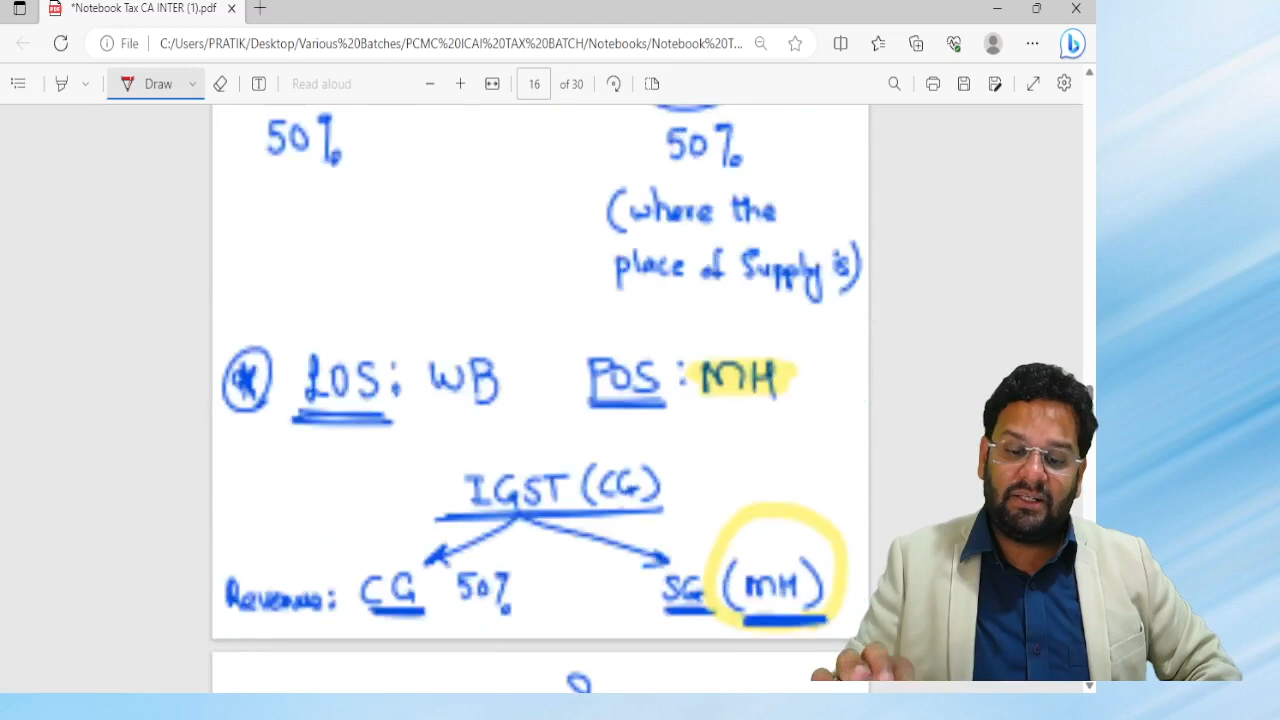 *Notebook Tax CA INTER (1).pdf
File C:/Users/PRATIK/Desktop/Various%20Batches/PCMC%20ICAI%20TAX%20BATCH/Notebooks/Notebook%20T...
Draw Read aloud 16 of 30
50% 50%
(where the
place of Supply is)
LOS: WB POS: MH
IGST (CG)
Revenue: CG 50% SG (MH)